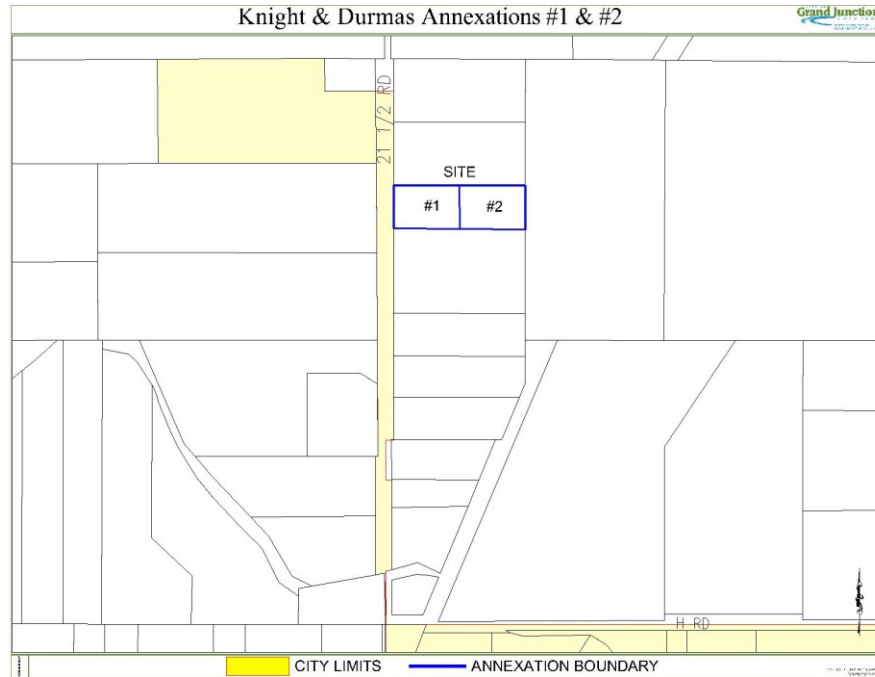 Knight & Durmas Annexations #1 & #2
Grand Junction
21 1/2 RD
SITE
#1
#2
H RD
CITY LIMITS
ANNEXATION BOUNDARY